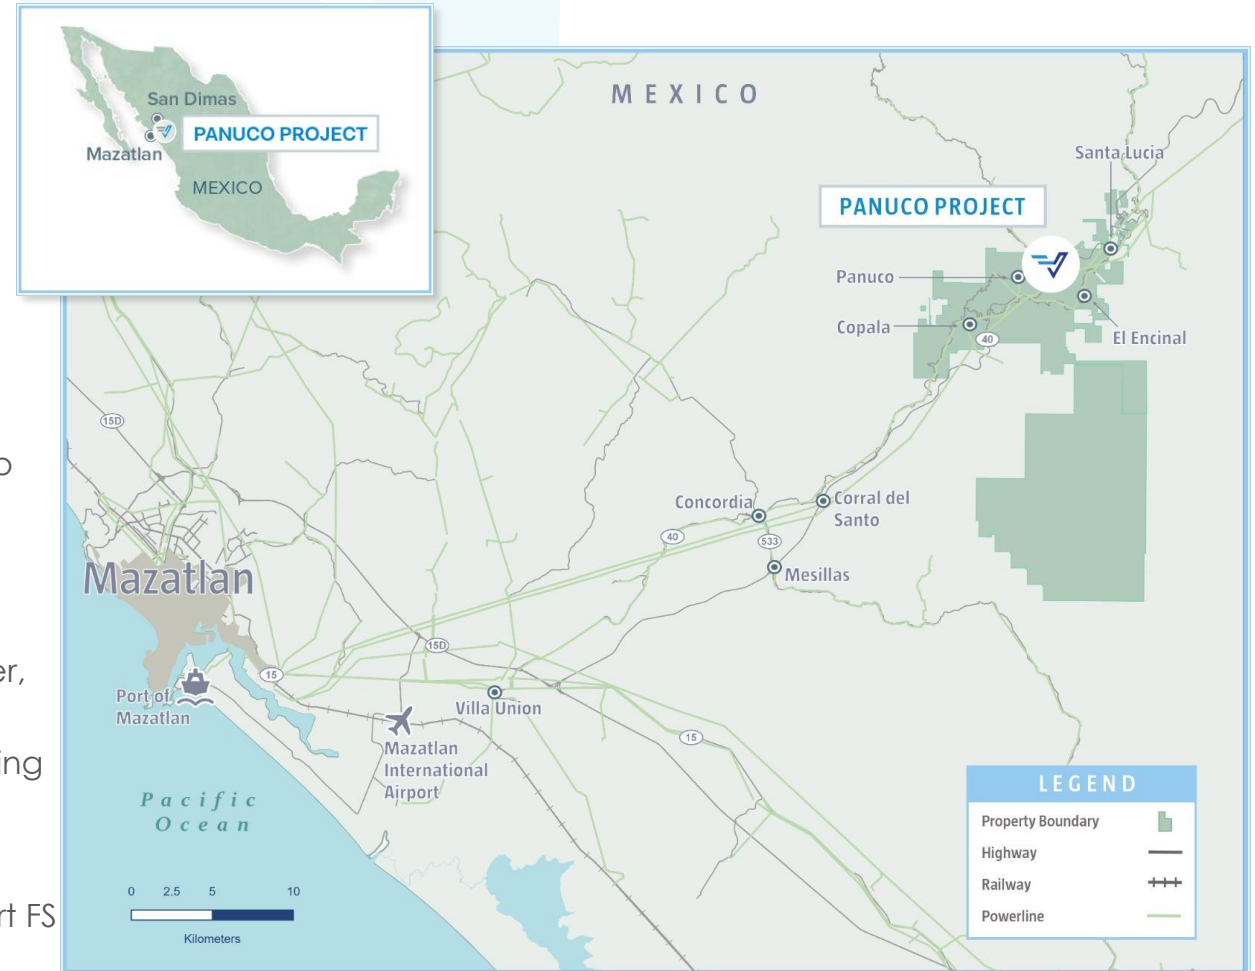 San Dimas
PANUCO PROJECT
Mazatlan
MEXICO
MEXICO
Santa Lucia
PANUCO PROJECT
Panuco
Copala
40
El Encinal
15D
Concordia
Corral del
Santo
40
533
Mesillas
Mazatlan
15D
15
Port of
Mazatlan
Villa Union
15
Mazatlan
International
Airport
Pacific
Ocean
0 2.5 5 10
Kilometers
LEGEND
Property Boundary
Highway
Railway
Powerline